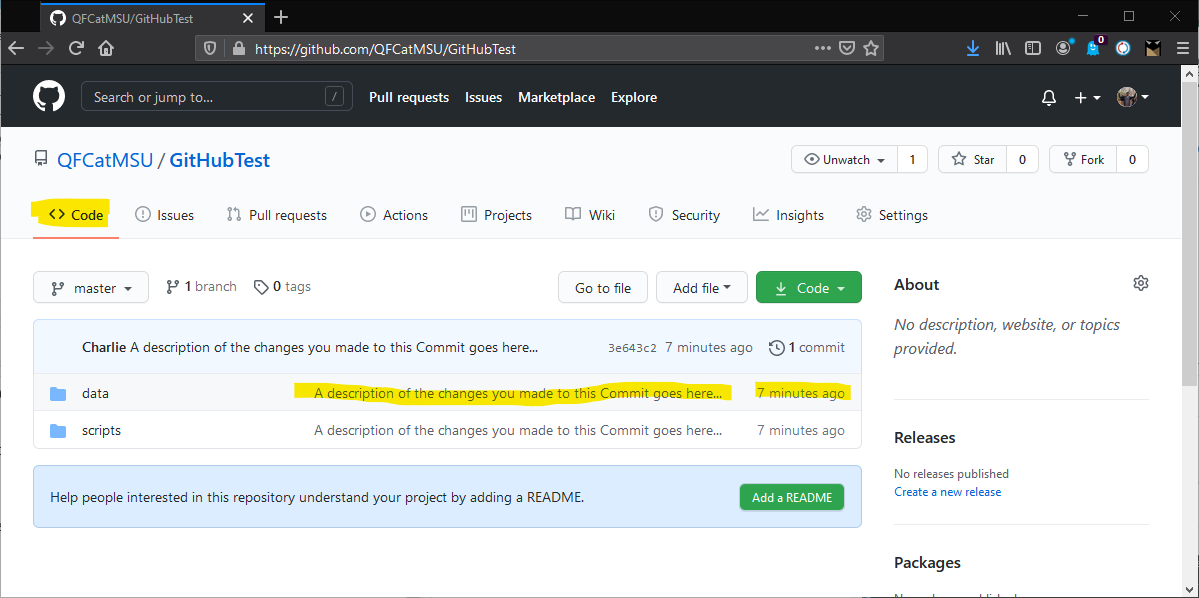 QFCatMSU/GitHubTest
https://github.com/QFCatMSU/GitHubTest
0
Search or jump to... /
Pull requests Issues Marketplace Explore
QFCatMSU / GitHubTest
Unwatch 1 Star 0 Fork 0
Code Issues Pull requests Actions Projects Wiki Security Insights Settings
master 1 branch 0 tags
Go to file Add file Code
Charlie A description of the changes you made to this Commit goes here... 3e643c2 7 minutes ago 1 commit
data A description of the changes you made to this Commit goes here... 7 minutes ago
scripts A description of the changes you made to this Commit goes here... 7 minutes ago
Help people interested in this repository understand your project by adding a README. Add a README
About
No description, website, or topics
provided.
Releases
No releases published
Create a new release
Packages